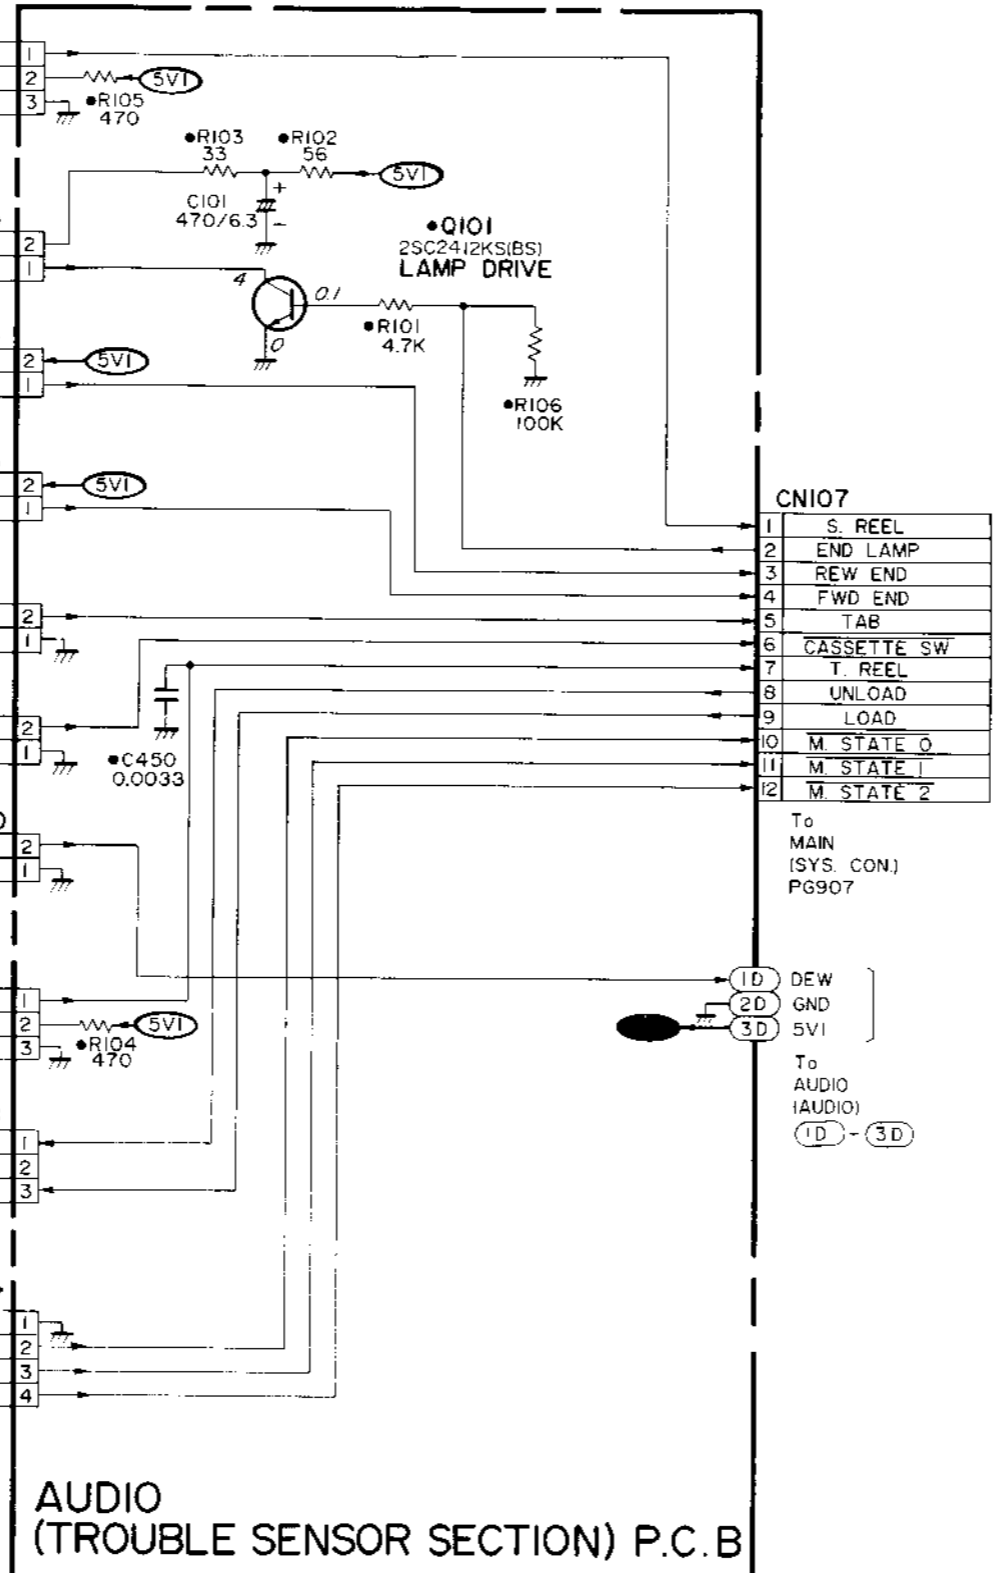 1
2 5V1
3 ●R105
470
●R103 ●R102
33 56
5V1
C101
470/6.3
+
-
●Q101
2SC2412KS(BS)
LAMP DRIVE
2
1
4
0.1
0
●R101
4.7K
●R106
100K
2 5V1
1
2 5V1
1
CN107
1 S. REEL
2 END LAMP
3 REW END
4 FWD END
5 TAB
6 CASSETTE SW
7 T. REEL
8 UNLOAD
9 LOAD
10 M. STATE 0
11 M. STATE 1
12 M. STATE 2
To
MAIN
(SYS. CON.)
PG907
2
1
2
1
●C450
0.0033
2
1
1D DEW
2D GND
3D 5V1
To
AUDIO
(AUDIO)
1D - 3D
1
2 5V1
3 ●R104
470
1
2
3
1
2
3
4
AUDIO
(TROUBLE SENSOR SECTION) P.C.B